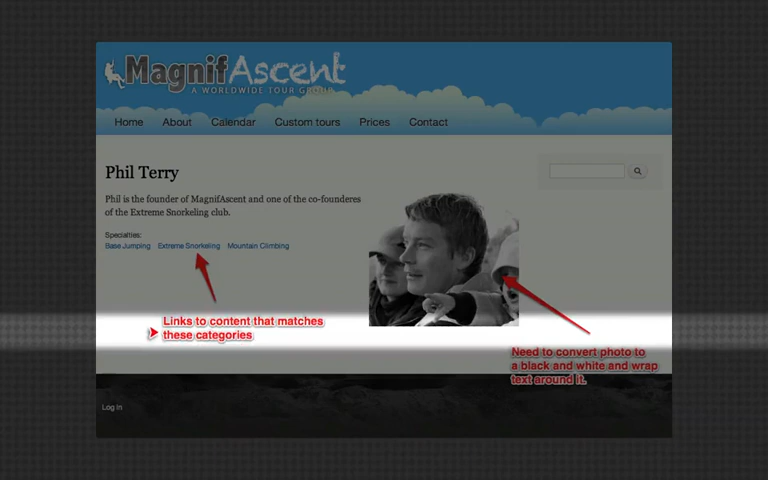 MagnifAscent
A WORLDWIDE TOUR GROUP
Home About Calendar Custom tours Prices Contact
Phil Terry
Phil is the founder of MagnifAscent and one of the co-founderes
of the Extreme Snorkeling club.
Specialties:
Base Jumping Extreme Snorkeling Mountain Climbing
Links to content that matches
these categories
Need to convert photo to
a black and white and wrap
text around it.
Log In